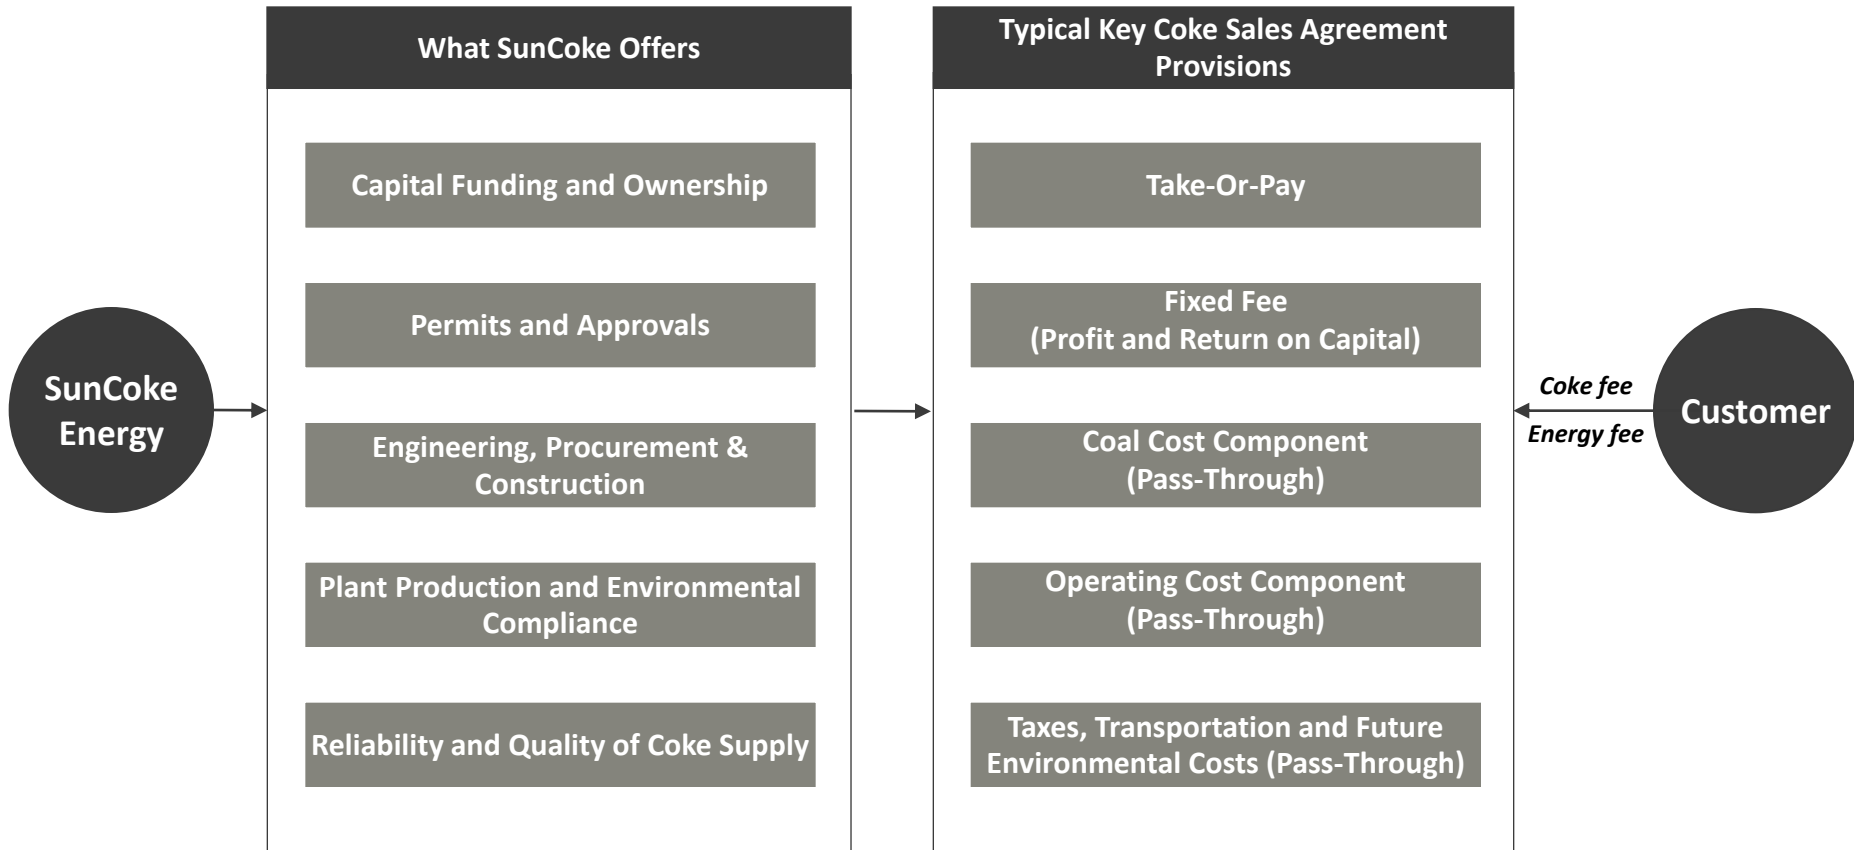 What SunCoke Offers
Typical Key Coke Sales Agreement
Provisions
Capital Funding and Ownership
Take-Or-Pay
Permits and Approvals
Fixed Fee
(Profit and Return on Capital)
SunCoke
Energy
Engineering, Procurement &
Construction
Coal Cost Component
(Pass-Through)
Coke fee
Energy fee
Customer
Plant Production and Environmental
Compliance
Operating Cost Component
(Pass-Through)
Reliability and Quality of Coke Supply
Taxes, Transportation and Future
Environmental Costs (Pass-Through)